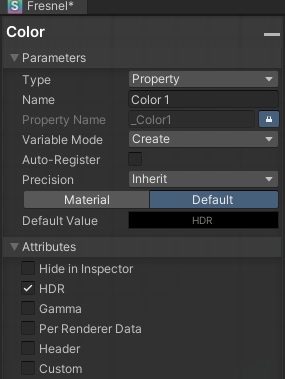 S Fresnel*
Color
Parameters
Type Property
Name Color 1
Property Name _Color1
Variable Mode Create
Auto-Register
Precision Inherit
Material Default
Default Value HDR
Attributes
Hide in Inspector
HDR
Gamma
Per Renderer Data
Header
Custom